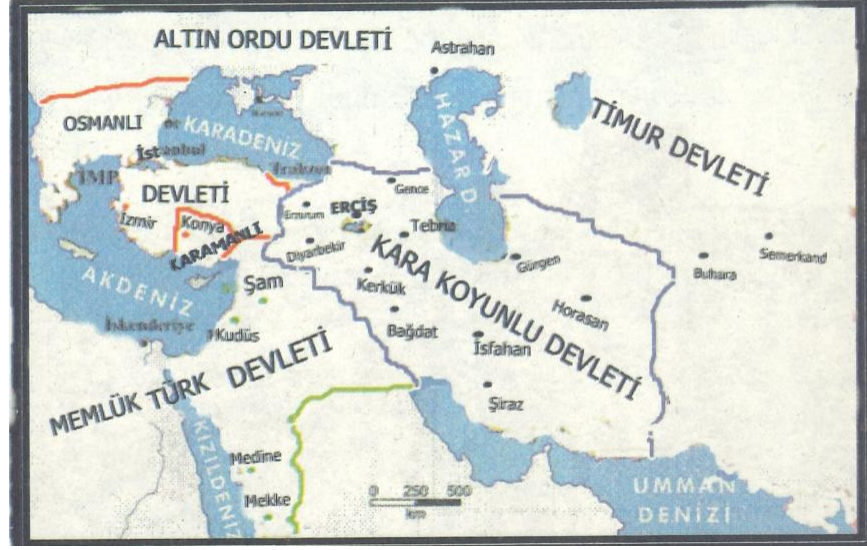 ALTIN ORDU DEVLETİ
Astrahan
HAZAR D.
TİMUR DEVLETİ
OSMANLI
KARADENİZ
İstanbul
İMP
Trabzon
DEVLETİ
İzmir
Konya
KARAMANLI
Gence
Erzurum
ERCİŞ
Tebriz
Diyarbekir
Gürgen
Buhara
Semerkand
KARA KOYUNLU DEVLETİ
AKDENİZ
Şam
Kerkük
Horasan
İskenderiye
Kudüs
Bağdat
İsfahan
MEMLÜK TÜRK DEVLETİ
Şiraz
KIZILDENİZ
Medine
Mekke
0 250 500
km
UMMAN
DENİZİ